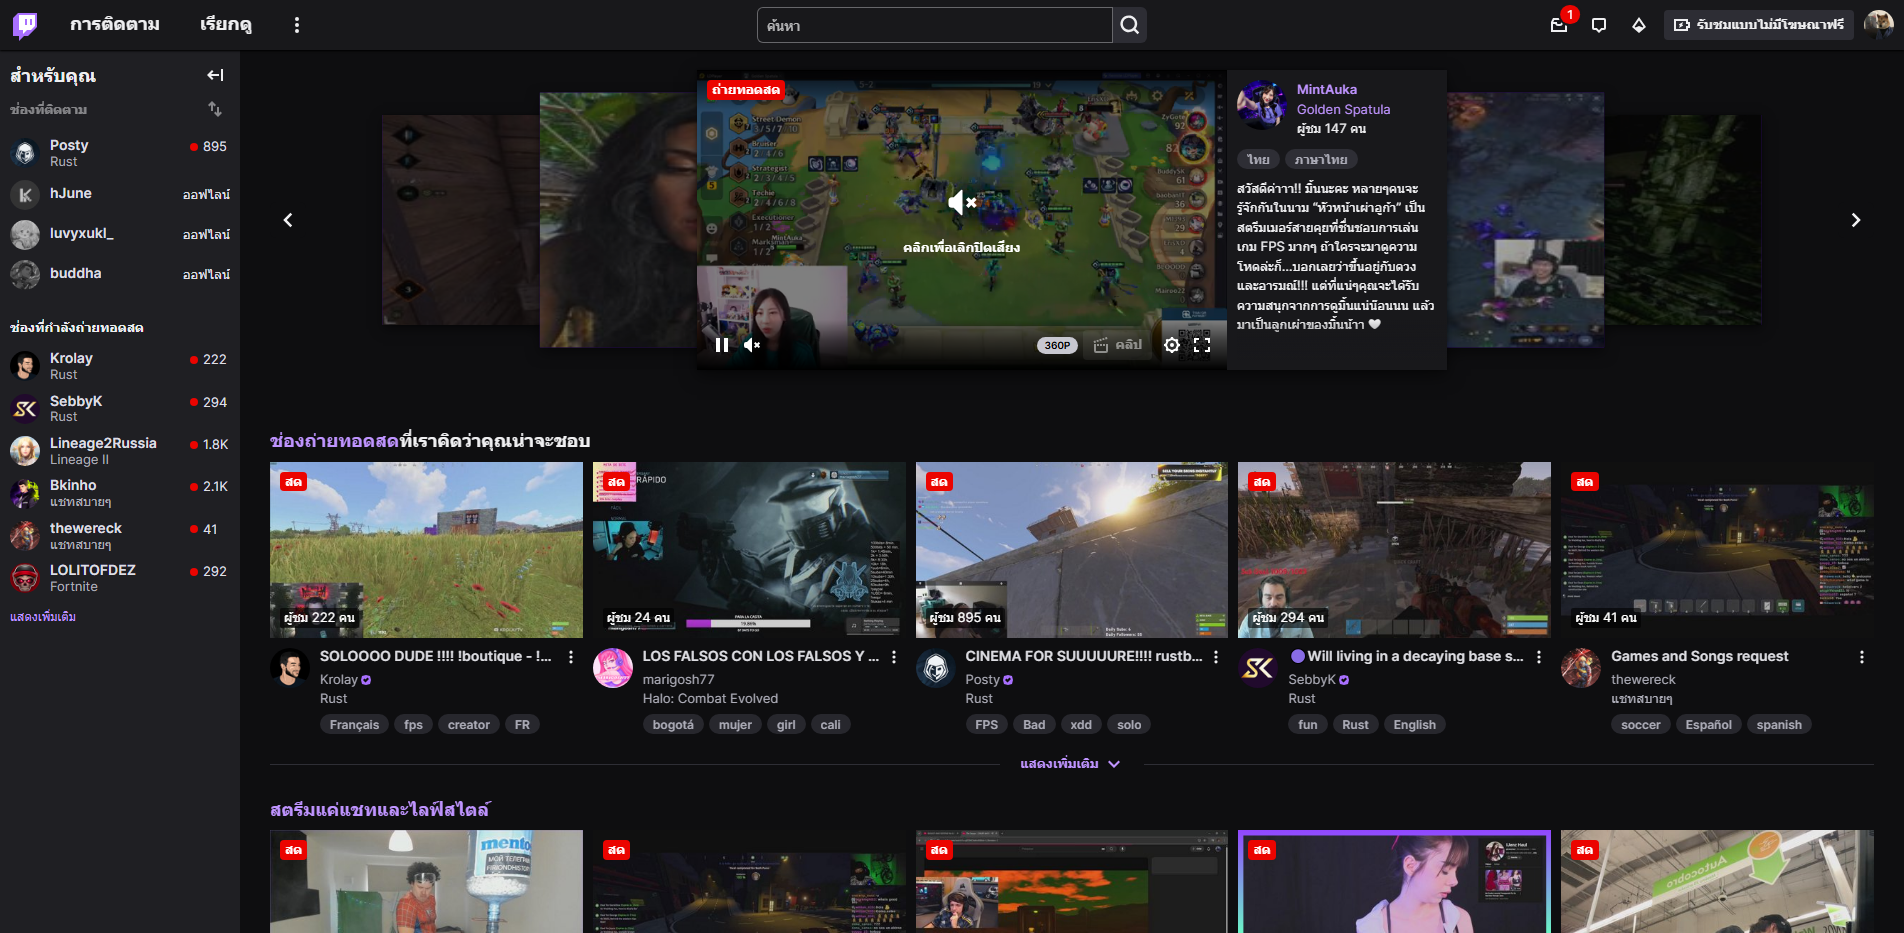 การติดตาม
เรียกดู
ค้นหา
1
รับชมแบบไม่มีโฆษณาฟรี
สำหรับคุณ
ช่องที่ติดตาม
Posty
895
Rust
hJune
ออฟไลน์
luvyxukl_
ออฟไลน์
buddha
ออฟไลน์
ช่องที่กำลังถ่ายทอดสด
Krolay
222
Rust
SebbyK
294
Rust
Lineage2Russia
1.8K
Lineage II
Bkinho
2.1K
แชทสบายๆ
thewereck
41
แชทสบายๆ
LOLITOFDEZ
292
Fortnite
แสดงเพิ่มเติม
ถ่ายทอดสด
Street Demon
3/5/7/10
Bruiser
2/4/6
Strategist
2/3/4/5
Techie
2/4/6/8
Executioner
คลิกเพื่อเลิกปิดเสียง
360P
คลิป
MintAuka
Golden Spatula
ผู้ชม 147 คน
ไทย
ภาษาไทย
สวัสดีค่าาา!! มิ้นนะคะ หลายๆคนจะ
รู้จักกันในนาม “หัวหน้าเผ่าอูก้า” เป็น
สตรีมเมอร์สายคุยที่ชื่นชอบการเล่น
เกม FPS มากๆ ถ้าใครจะมาดูความ
โหดล่ะก็...บอกเลยว่าขึ้นอยู่กับดวง
และอารมณ์!!! แต่ที่แน่ๆคุณจะได้รับ
ความสนุกจากการดูมิ้นแน่น๊อนนน แล้ว
มาเป็นลูกเผ่าของมิ้นน้าา 🤍
ช่องถ่ายทอดสดที่เราคิดว่าคุณน่าจะชอบ
สด
ผู้ชม 222 คน
SOLOOOO DUDE !!!! !boutique - !...
Krolay
Rust
Français
fps
creator
FR
สด
RÁPIDO
ผู้ชม 24 คน
LOS FALSOS CON LOS FALSOS Y ...
marigosh77
Halo: Combat Evolved
bogotá
mujer
girl
cali
สด
ผู้ชม 895 คน
CINEMA FOR SUUUUURE!!!! rustb...
Posty
Rust
FPS
Bad
xdd
solo
สด
ผู้ชม 294 คน
Will living in a decaying base s...
SebbyK
Rust
fun
Rust
English
สด
ผู้ชม 41 คน
Games and Songs request
thewereck
แชทสบายๆ
soccer
Español
spanish
แสดงเพิ่มเติม
สตรีมแค่แชทและไลฟ์สไตล์
สด
mento
สด
สด
สด
สด
Autocobro